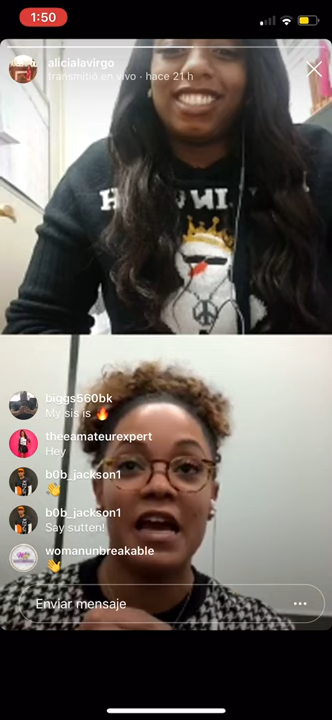 1:50
alicialavirgo
transmitió en vivo · hace 21 h
biggs560bk
My sis is 🔥
theeamateurexpert
Hey
b0b_jackson1
👋
b0b_jackson1
Say sutten!
womanunbreakable
👋
Enviar mensaje